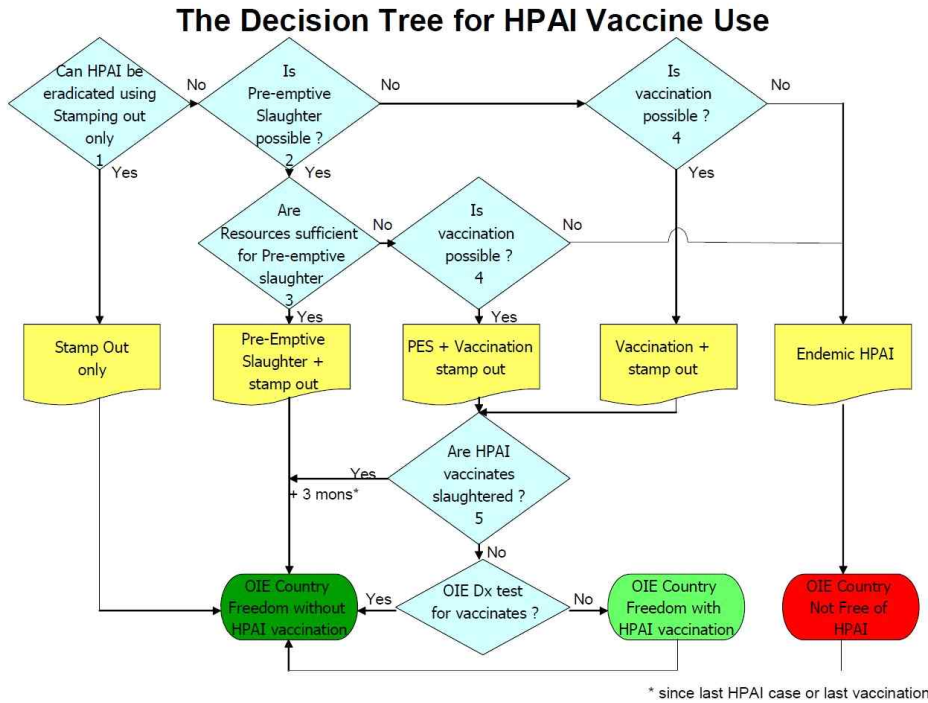 The Decision Tree for HPAI Vaccine Use
Can HPAI be
eradicated using
Stamping out
only
1
No
Is
Pre-emptive
Slaughter
possible ?
2
No
Is
vaccination
possible ?
4
No
Yes
Yes
Yes
Are
Resources sufficient
for Pre-emptive
slaughter
3
No
Is
vaccination
possible ?
4
No
Yes
Yes
Stamp Out
only
Pre-Emptive
Slaughter +
stamp out
PES + Vaccination
stamp out
Vaccination +
stamp out
Endemic HPAI
Are HPAI
vaccinates
slaughtered ?
5
Yes
+ 3 mons*
No
OIE Country
Freedom without
HPAI vaccination
Yes
OIE Dx test
for vaccinates ?
No
OIE Country
Freedom with
HPAI vaccination
OIE Country
Not Free of
HPAI
* since last HPAI case or last vaccination